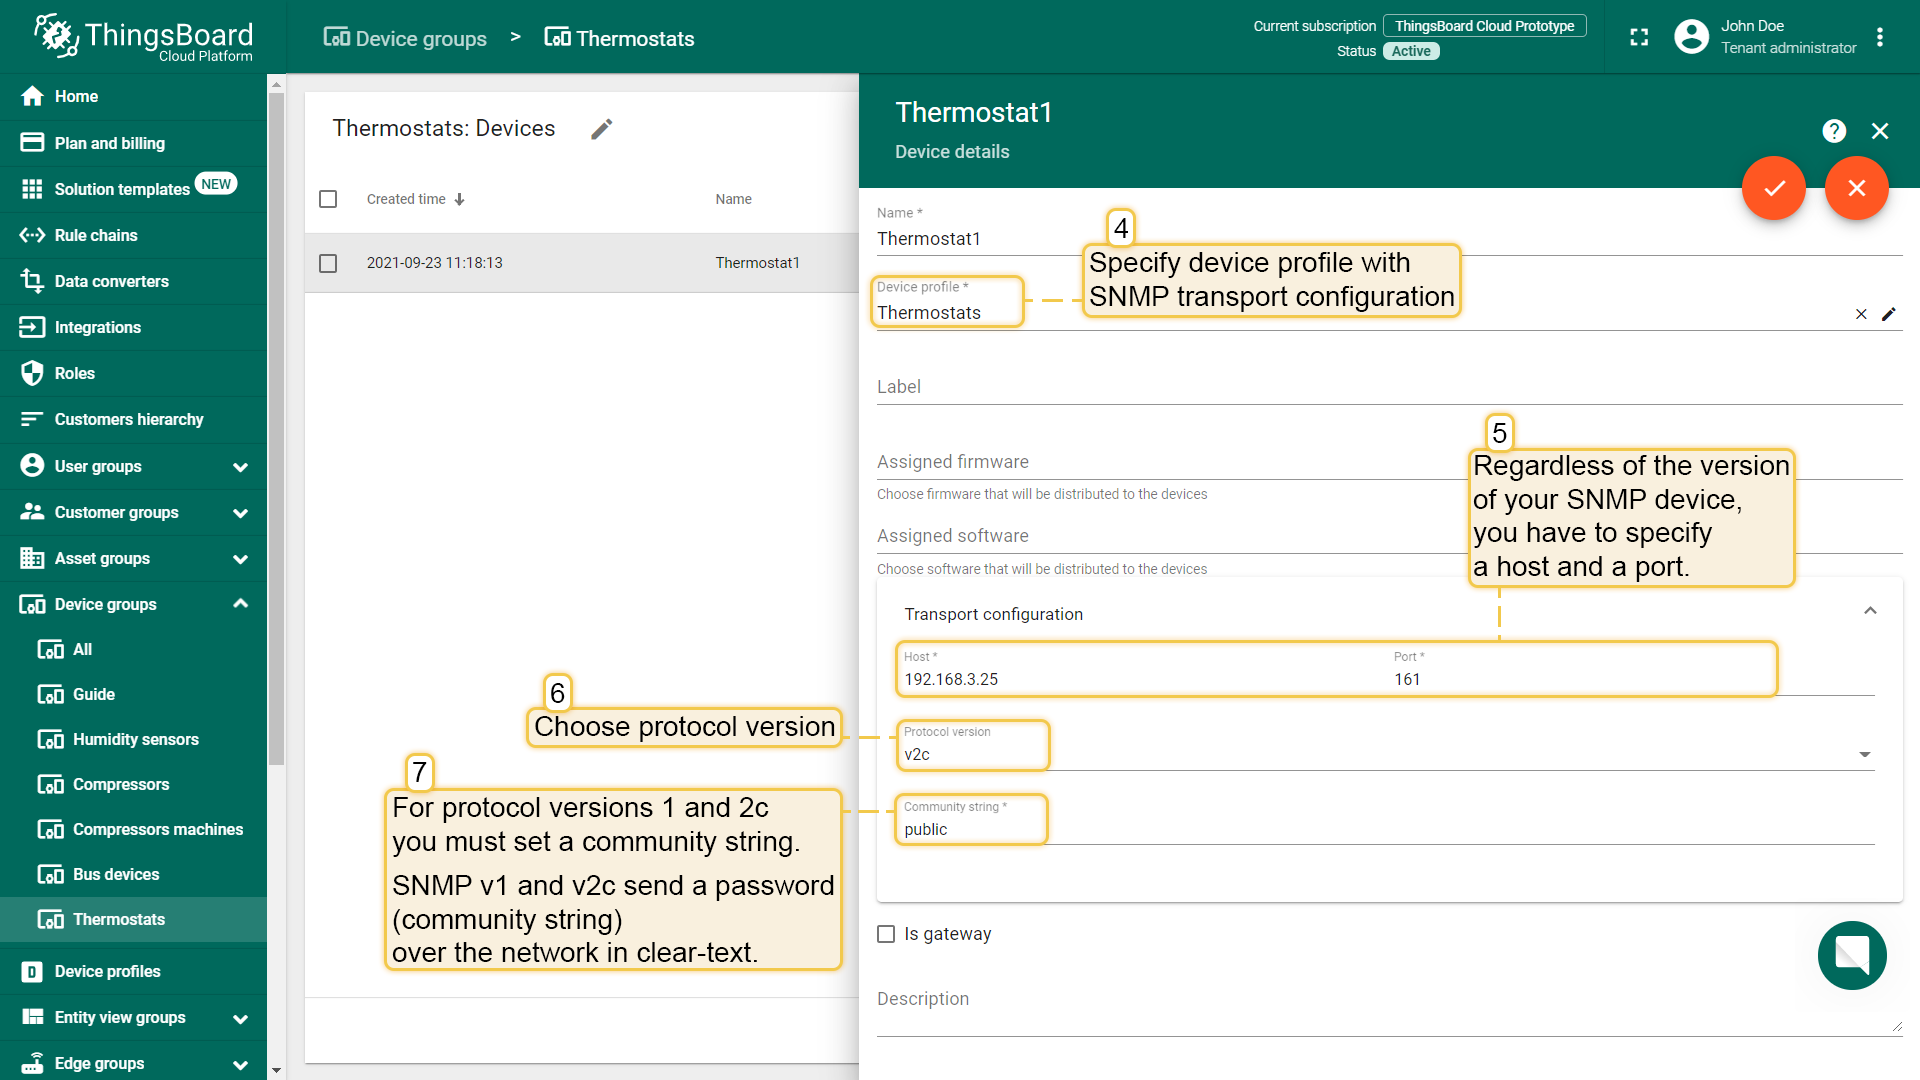 ThingsBoard
Cloud Platform
Device groups > Thermostats
Current subscription ThingsBoard Cloud Prototype
Status Active
John Doe
Tenant administrator
Home
Plan and billing
Solution templates NEW
Rule chains
Data converters
Integrations
Roles
Customers hierarchy
User groups
Customer groups
Asset groups
Device groups
All
Guide
Humidity sensors
Compressors
Compressors machines
Bus devices
Thermostats
Device profiles
Entity view groups
Edge groups
Thermostats: Devices
Created time Name
2021-09-23 11:18:13 Thermostat1
Thermostat1
Device details
Name *
Thermostat1
4
Specify device profile with
SNMP transport configuration
Device profile *
Thermostats
Label
Assigned firmware
Choose firmware that will be distributed to the devices
Assigned software
Choose software that will be distributed to the devices
5
Regardless of the version
of your SNMP device,
you have to specify
a host and a port.
Transport configuration
Host * Port *
192.168.3.25 161
6
Choose protocol version
Protocol version
v2c
7
For protocol versions 1 and 2c
you must set a community string.
SNMP v1 and v2c send a password
(community string)
over the network in clear-text.
Community string *
public
Is gateway
Description